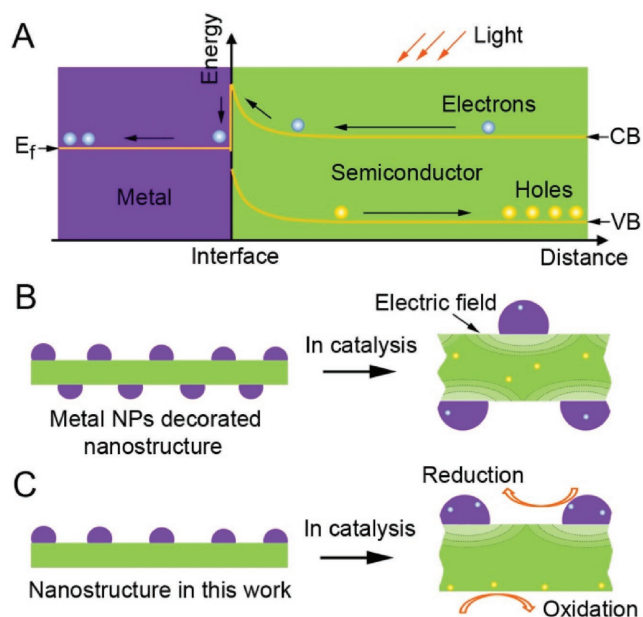 A
Energy
Light
Electrons
E_f
CB
Semiconductor
Metal
Holes
VB
Interface
Distance
B
Electric field
In catalysis
Metal NPs decorated
nanostructure
C
Reduction
In catalysis
Nanostructure in this work
Oxidation